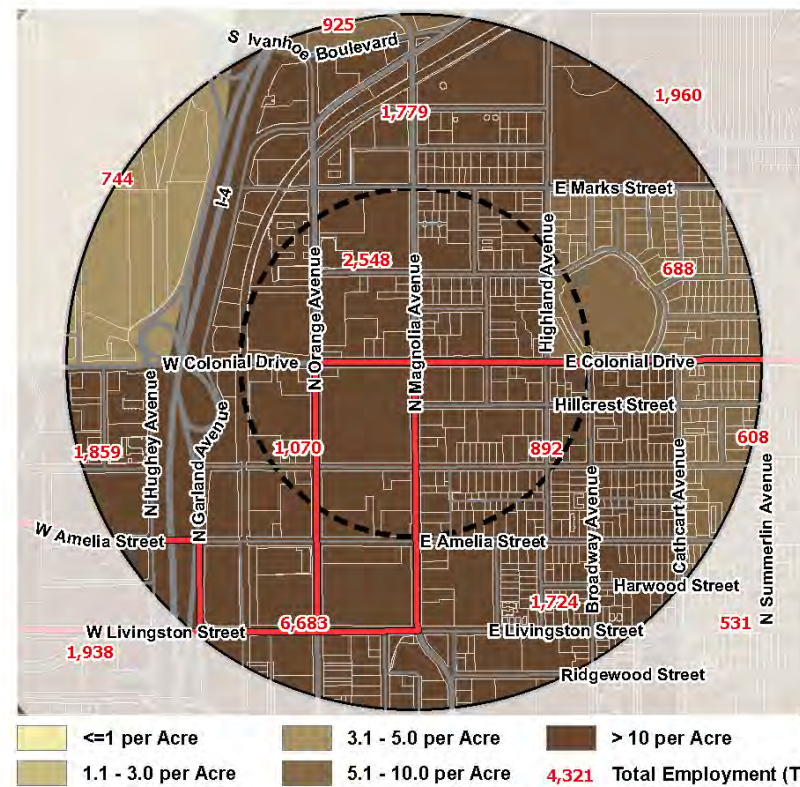 925
S Ivanhoe Boulevard
1,960
1,779
744
I-4
E Marks Street
2,548
N Orange Avenue
N Magnolia Avenue
Highland Avenue
688
W Colonial Drive
E Colonial Drive
Hillcrest Street
N Hughey Avenue
N Garland Avenue
1,859
1,070
892
608
Broadway Avenue
Cathcart Avenue
N Summerlin Avenue
W Amelia Street
E Amelia Street
Harwood Street
1,724
6,683
531
W Livingston Street
E Livingston Street
1,938
Ridgewood Street
<=1 per Acre
3.1 - 5.0 per Acre
> 10 per Acre
1.1 - 3.0 per Acre
5.1 - 10.0 per Acre
4,321 Total Employment (T